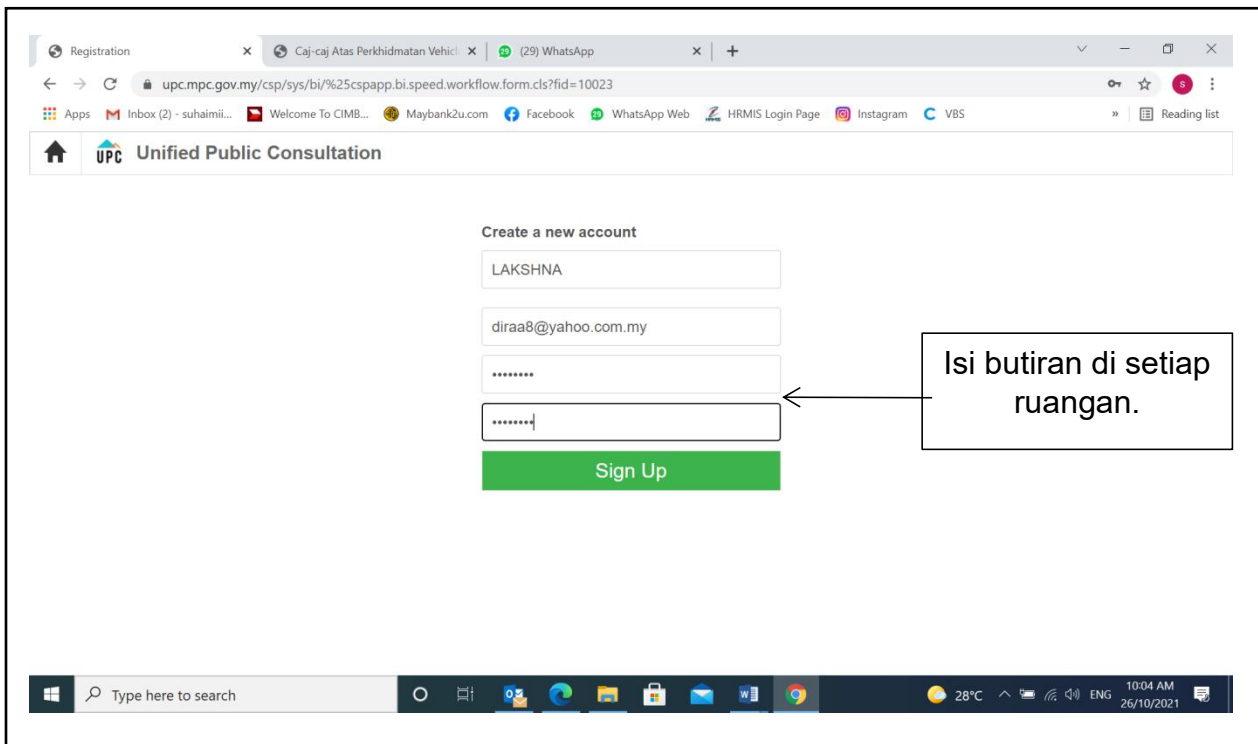 Registration
Caj-caj Atas Perkhidmatan Vehicl
(29) WhatsApp
upc.mpc.gov.my/csp/sys/bi/%25cspapp.bi.speed.workflow.form.cls?fid=10023
S
Apps
Inbox (2) - suhaimii...
Welcome To CIMB...
Maybank2u.com
Facebook
WhatsApp Web
HRMIS Login Page
Instagram
VBS
»
Reading list
UPC
Unified Public Consultation
Create a new account
LAKSHNA
diraa8@yahoo.com.my
••••••••
••••••••
Sign Up
Isi butiran di setiap
ruangan.
Type here to search
28°C
ENG
10:04 AM
26/10/2021